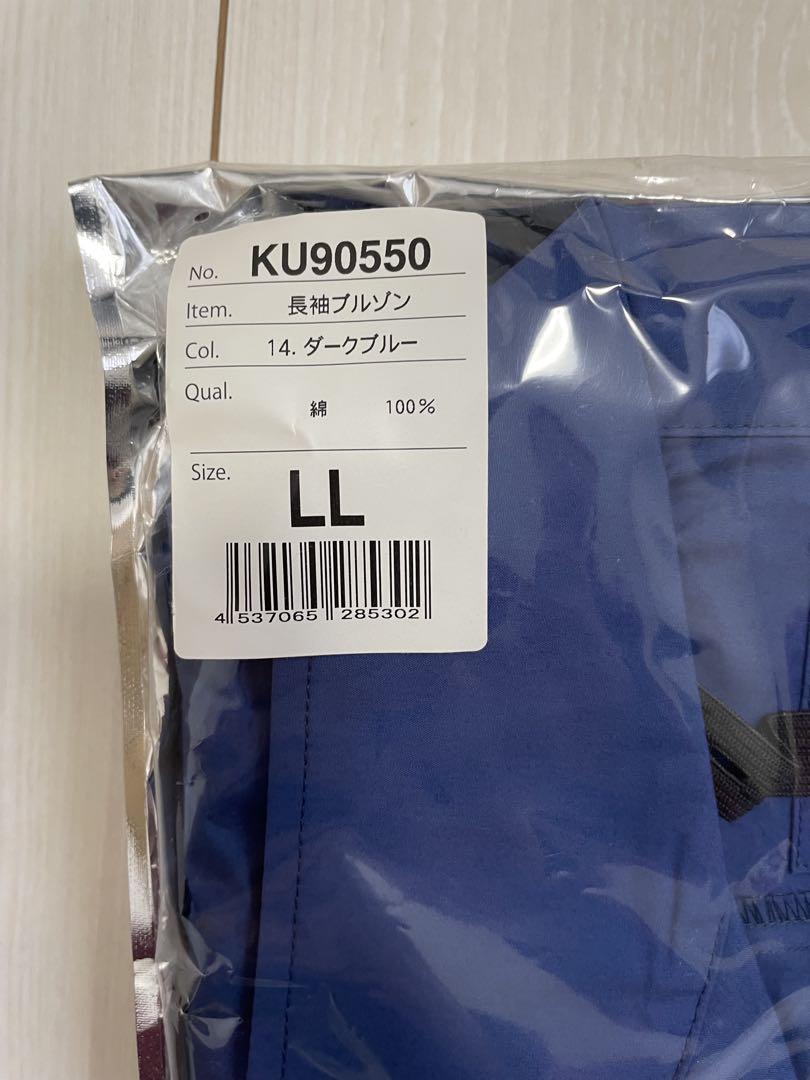 No. KU90550
Item. 長袖ブルゾン
Col. 14. ダークブルー
Qual.
綿 100%
Size.
LL
4 537065 285302